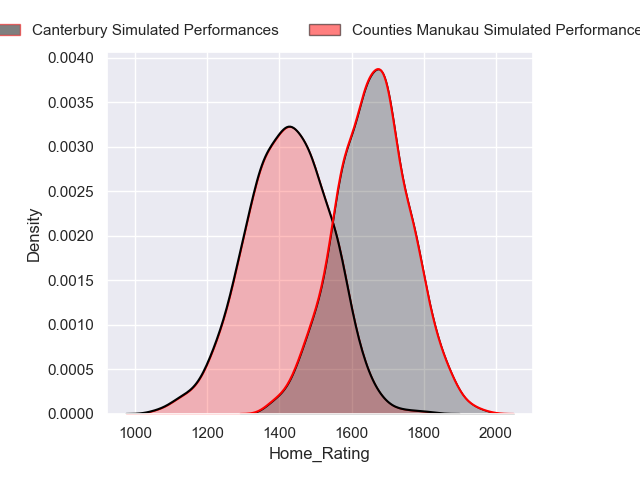 Canterbury Simulated Performances
Counties Manukau Simulated Performance
0.0040
0.0035
0.0030
0.0025
0.0020
0.0015
0.0010
0.0005
0.0000
Density
1000 1200 1400 1600 1800 2000
Home_Rating